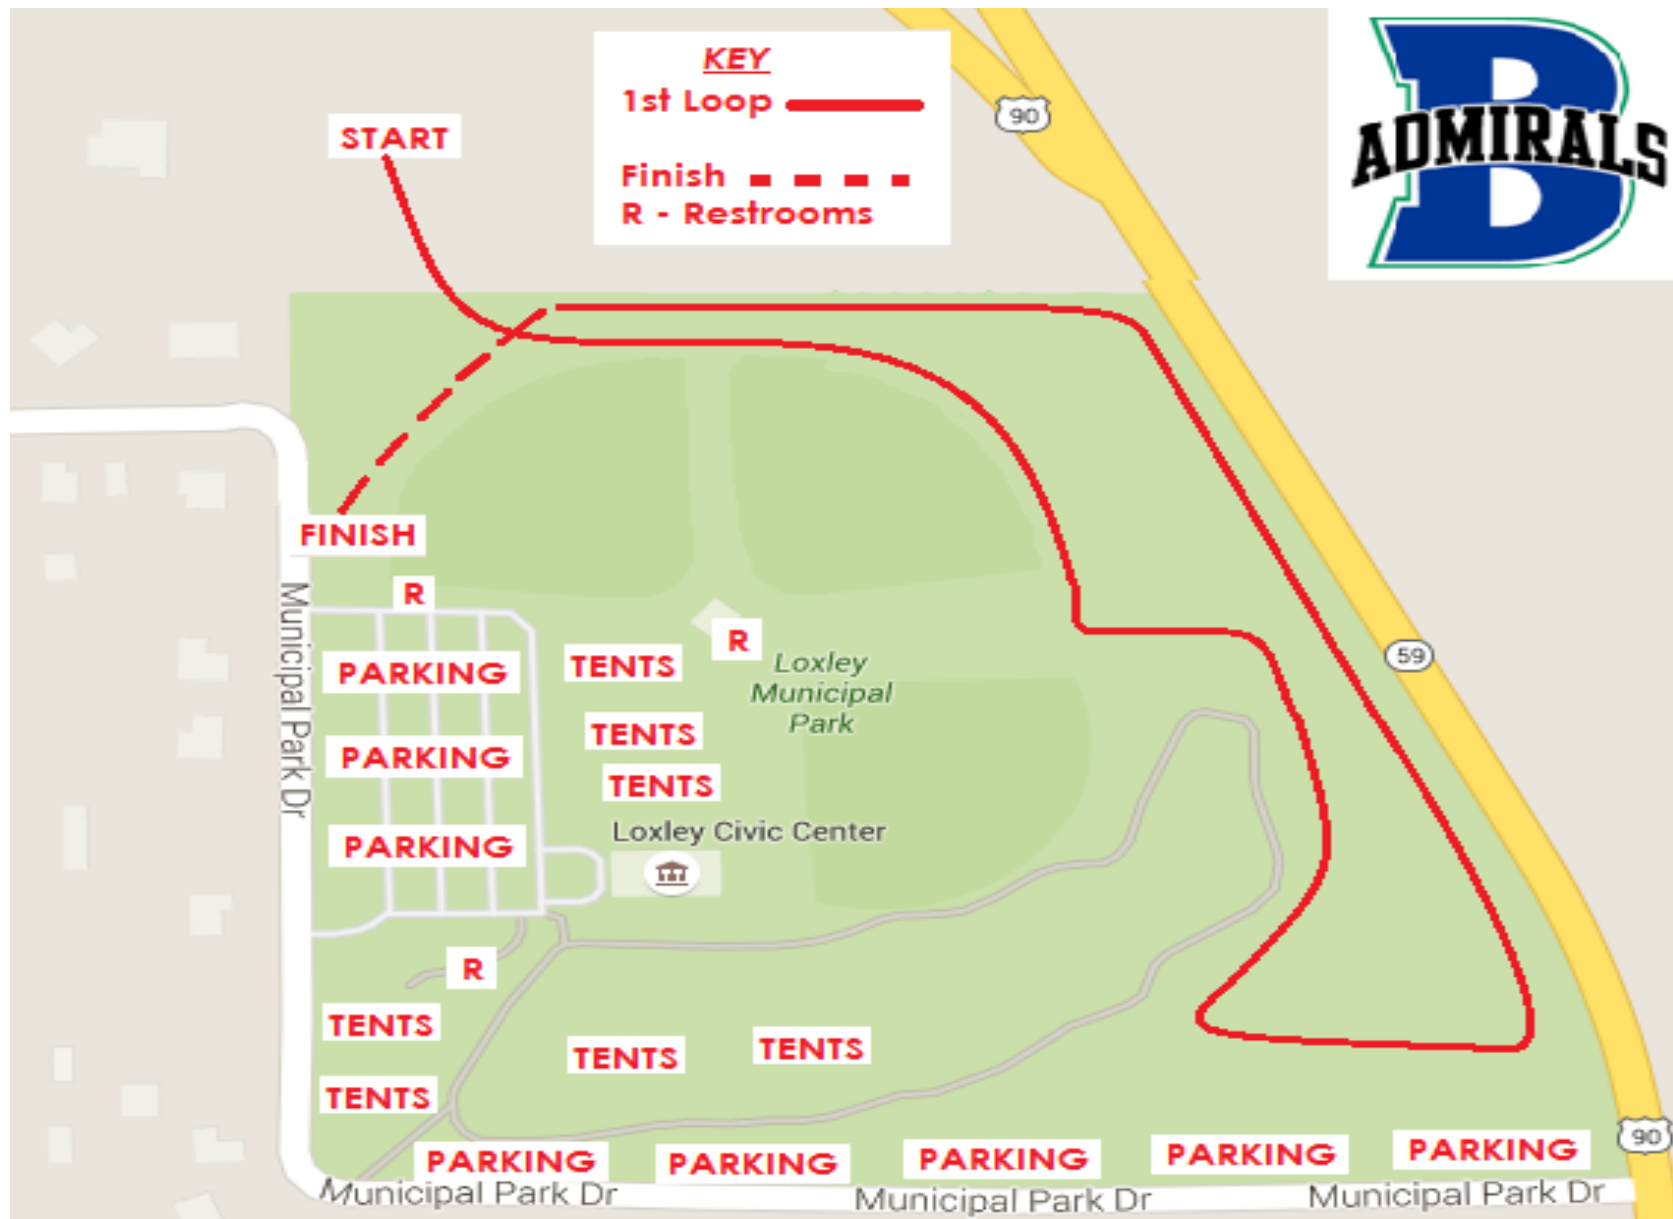 KEY
1st Loop
Finish
R - Restrooms
B
ADMIRALS
90
START
FINISH
R
R
59
PARKING
TENTS
Loxley
Municipal
Park
TENTS
PARKING
TENTS
Municipal Park Dr
PARKING
Loxley Civic Center
R
TENTS
TENTS
TENTS
TENTS
90
PARKING
PARKING
PARKING
PARKING
PARKING
Municipal Park Dr
Municipal Park Dr
Municipal Park Dr